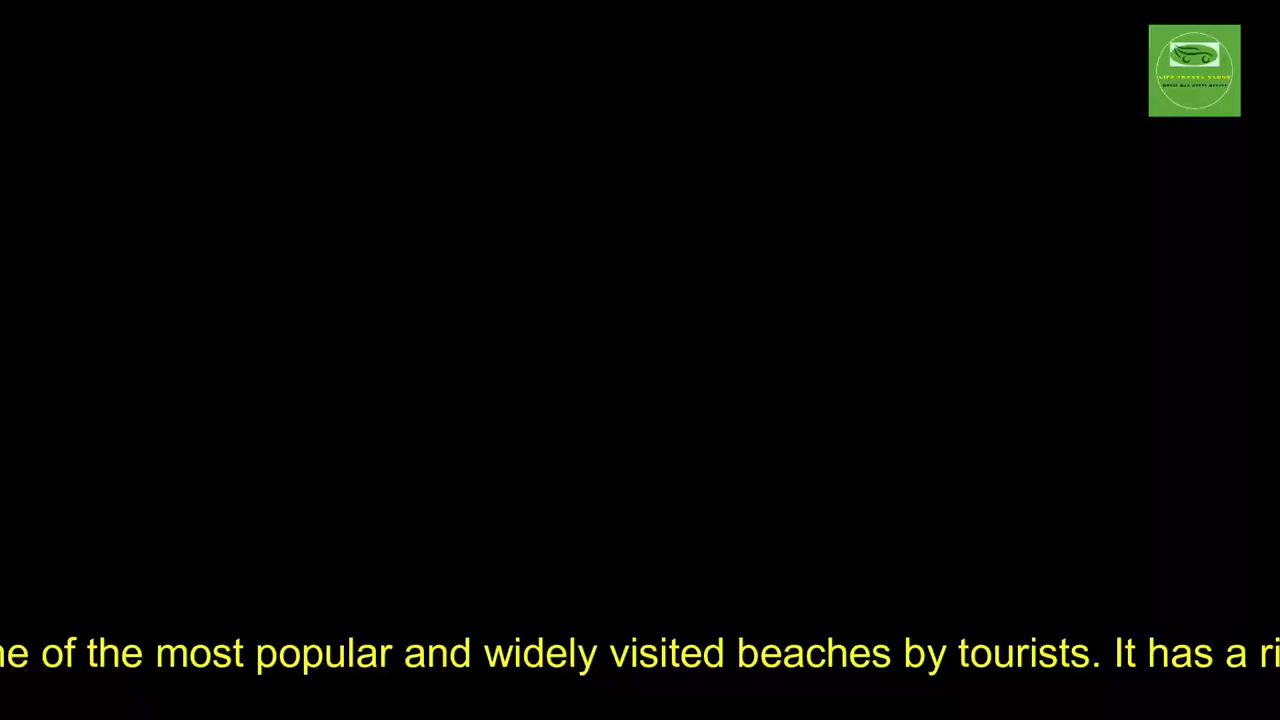 ne of the most popular and widely visited beaches by tourists. It has a ri